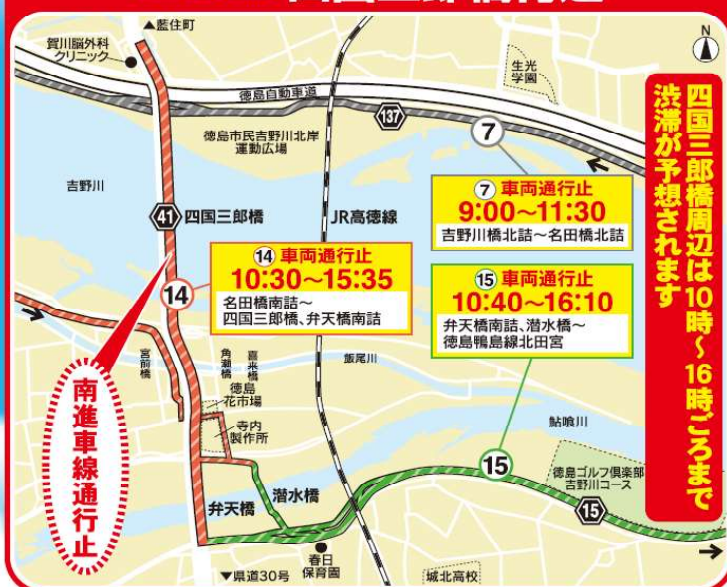 ▲藍住町
賀川脳外科
クリニック
N
生光
学園
徳島自動車道
137
徳島市民吉野川北岸
運動広場
7
吉野川
41 四国三郎橋
JR高徳線
⑦ 車両通行止
9:00〜11:30
吉野川橋北詰〜名田橋北詰
四国三郎橋周辺は10時〜16時ごろまで
渋滞が予想されます
14
⑭ 車両通行止
10:30〜15:35
名田橋南詰〜
四国三郎橋、弁天橋南詰
⑮ 車両通行止
10:40〜16:10
弁天橋南詰、潜水橋〜
徳島鴨島線北田宮
宮前橋
角瀬橋
喜来橋
飯尾川
徳島
花市場
寺内
製作所
鮎喰川
南進車線通行止
15
徳島ゴルフ倶楽部
吉野川コース
15
弁天橋
潜水橋
春日
保育園
▼県道30号
城北高校